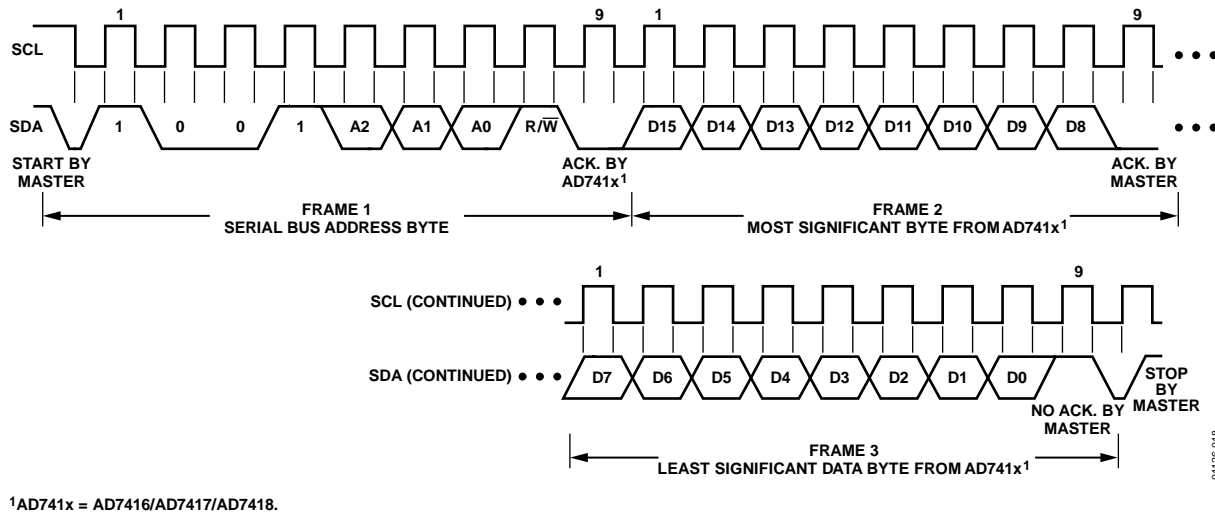 1 9 1 9
SCL
SDA 1 0 0 1 A2 A1 A0 R/W̅ D15 D14 D13 D12 D11 D10 D9 D8
START BY MASTER
ACK. BY AD741x¹
ACK. BY MASTER
FRAME 1
SERIAL BUS ADDRESS BYTE
FRAME 2
MOST SIGNIFICANT BYTE FROM AD741x¹
1 9
SCL (CONTINUED)
SDA (CONTINUED) D7 D6 D5 D4 D3 D2 D1 D0
NO ACK. BY MASTER
STOP BY MASTER
FRAME 3
LEAST SIGNIFICANT DATA BYTE FROM AD741x¹
¹AD741x = AD7416/AD7417/AD7418.